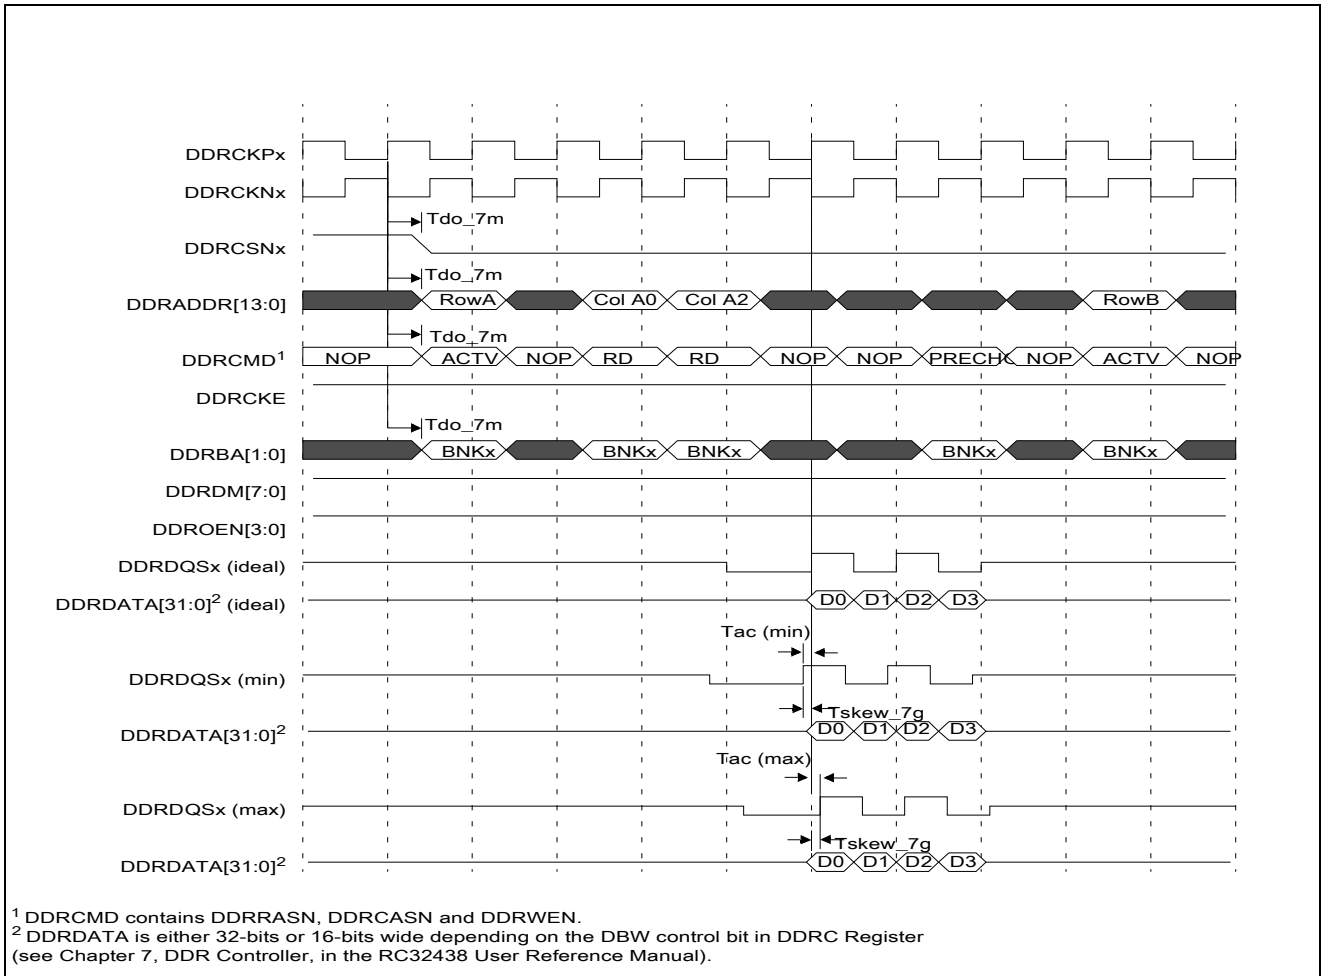 DDRCKPx
DDRCKNx
Tdo_7m
DDRCSNx
Tdo_7m
DDRADDR[13:0] RowA Col A0 Col A2 RowB
Tdo_7m
DDRCMD1 NOP ACTV NOP RD RD NOP NOP PRECHG NOP ACTV NOP
DDRCKE
Tdo_7m
DDRBA[1:0] BNKx BNKx BNKx BNKx BNKx
DDRDM[7:0]
DDROEN[3:0]
DDRDQSx (ideal)
DDRDATA[31:0]2 (ideal) D0 D1 D2 D3
Tac (min)
DDRDQSx (min)
Tskew_7g
DDRDATA[31:0]2 D0 D1 D2 D3
Tac (max)
DDRDQSx (max)
Tskew_7g
DDRDATA[31:0]2 D0 D1 D2 D3
1 DDRCMD contains DDRRASN, DDRCASN and DDRWEN.
2 DDRDATA is either 32-bits or 16-bits wide depending on the DBW control bit in DDRC Register
(see Chapter 7, DDR Controller, in the RC32438 User Reference Manual).